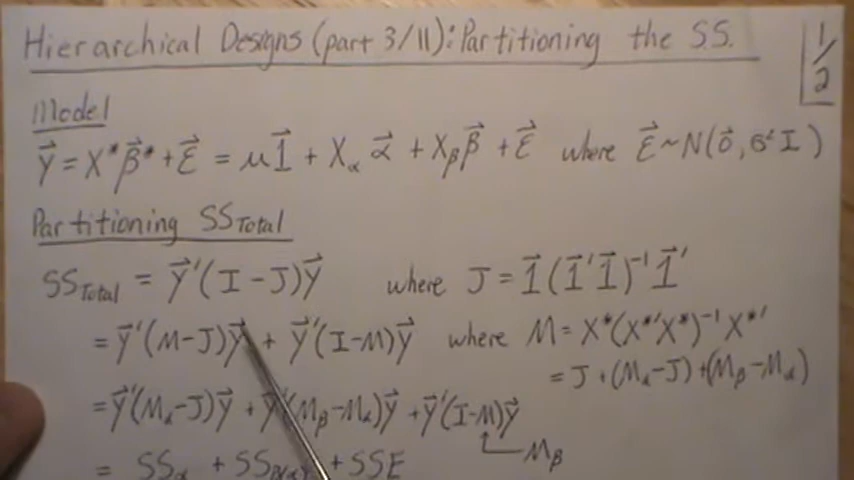 Hierarchical Designs (part 3/11): Partitioning the S.S.
1/2
Model
Y⃗ = X*β⃗* + ε⃗ = μ1⃗ + Xα α⃗ + Xβ β⃗ + ε⃗ where ε⃗ ~ N(0⃗, σ²I)
Partitioning SSTotal
SSTotal = Y⃗'(I - J)Y⃗ where J = 1⃗(1⃗'1⃗)⁻¹1⃗'
= Y⃗'(M - J)Y⃗ + Y⃗'(I - M)Y⃗ where M = X*(X*'X*)⁻¹X*'
= J + (Mα - J) + (Mβ - Mα)
= Y⃗'(Mα - J)Y⃗ + Y⃗'(Mβ - Mα)Y⃗ + Y⃗'(I - M)Y⃗
Mβ
= SSα + SSβ(α) + SSE